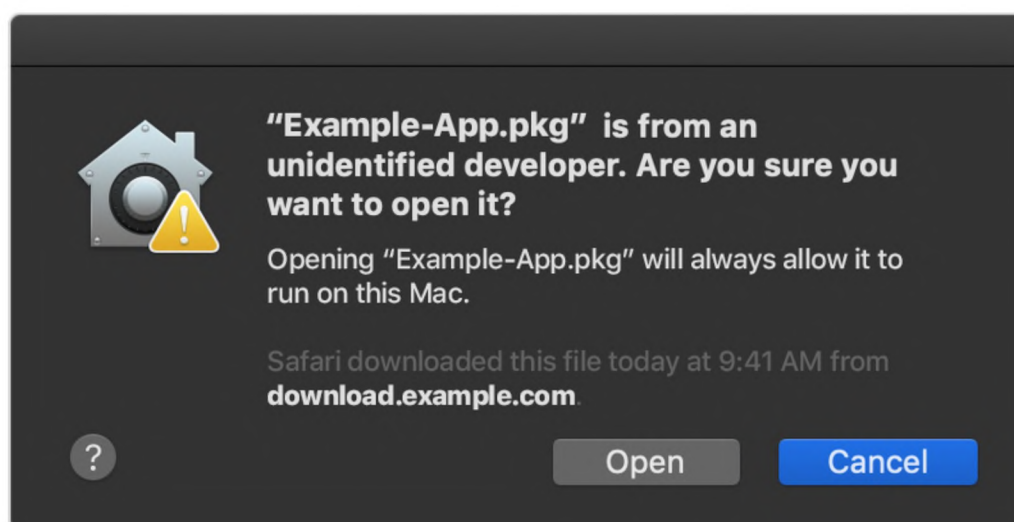 “Example-App.pkg” is from an
unidentified developer. Are you sure you
want to open it?
Opening “Example-App.pkg” will always allow it to
run on this Mac.
Safari downloaded this file today at 9:41 AM from
download.example.com.
?
Open
Cancel